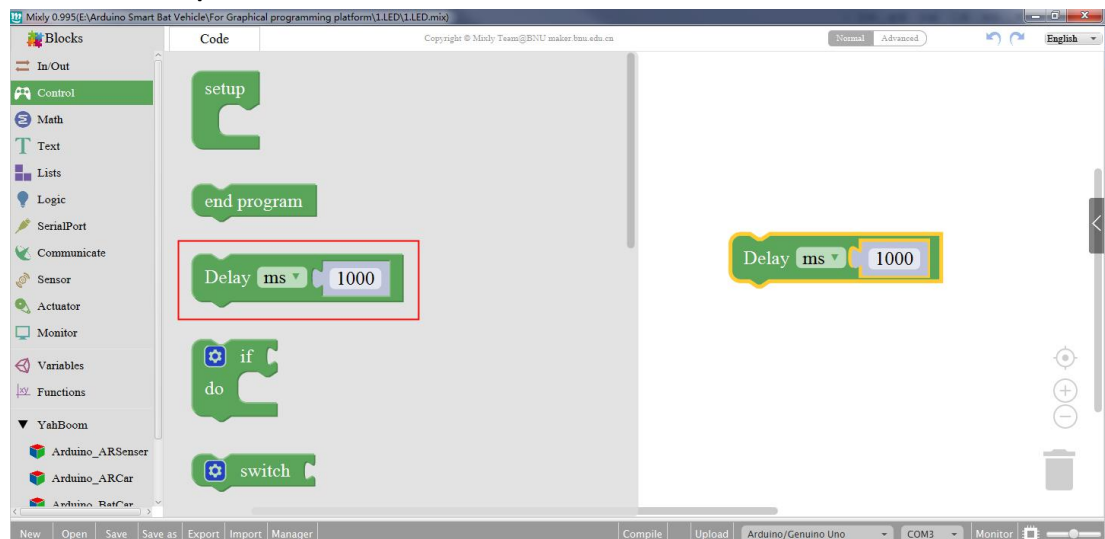 Mixly 0.995(E:\Arduino Smart Bat Vehicle\For Graphical programming platform\1.LED\1.LED.mix)
Blocks
Code
Copyright © Mixly Team@BNU maker.bnu.edu.cn
Normal
Advanced
English
In/Out
Control
Math
Text
Lists
Logic
SerialPort
Communicate
Sensor
Actuator
Monitor
Variables
Functions
YahBoom
Arduino_ARSenser
Arduino_ARCar
Arduino_BatCar
setup
end program
Delay ms 1000
if
do
switch
Delay ms 1000
New Open Save Save as Export Import Manager Compile Upload Arduino/Genuino Uno COM3 Monitor